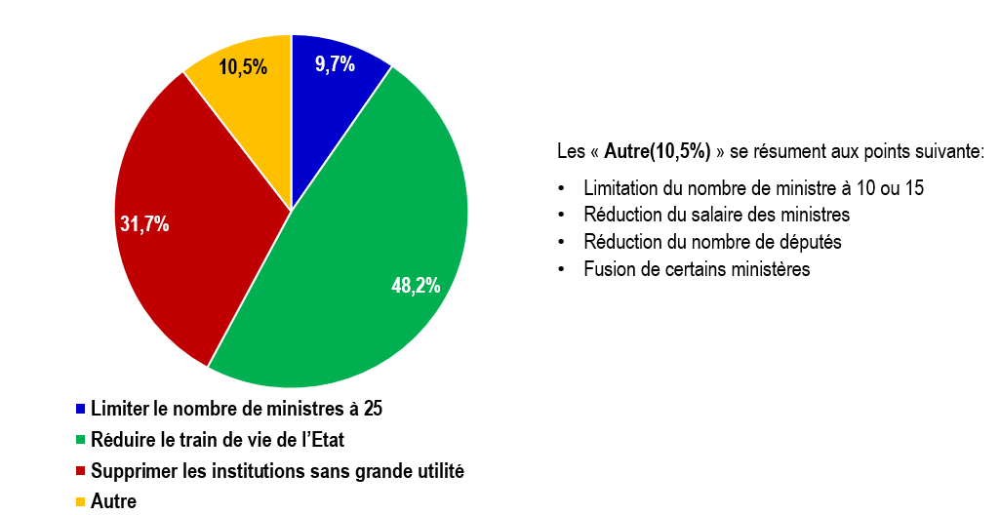 10,5%
9,7%
31,7%
48,2%
Les « Autre(10,5%) » se résument aux points suivante:
• Limitation du nombre de ministre à 10 ou 15
• Réduction du salaire des ministres
• Réduction du nombre de députés
• Fusion de certains ministères
Limiter le nombre de ministres à 25
Réduire le train de vie de l’Etat
Supprimer les institutions sans grande utilité
Autre